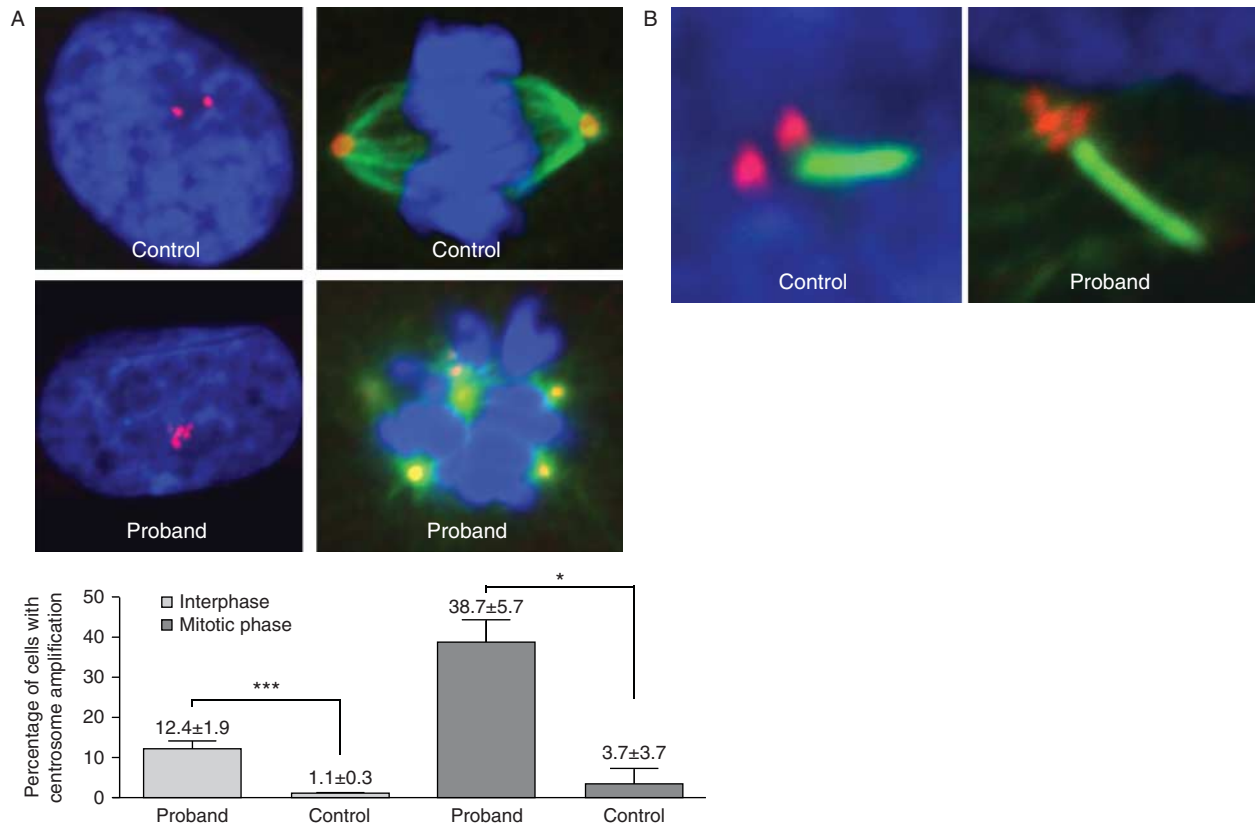 A
B
Control
Control
Control
Proband
Proband
Proband
Percentage of cells with
centrosome amplification
50
40
30
20
10
0
Interphase
Mitotic phase
***
*
12.4±1.9
1.1±0.3
38.7±5.7
3.7±3.7
Proband
Control
Proband
Control